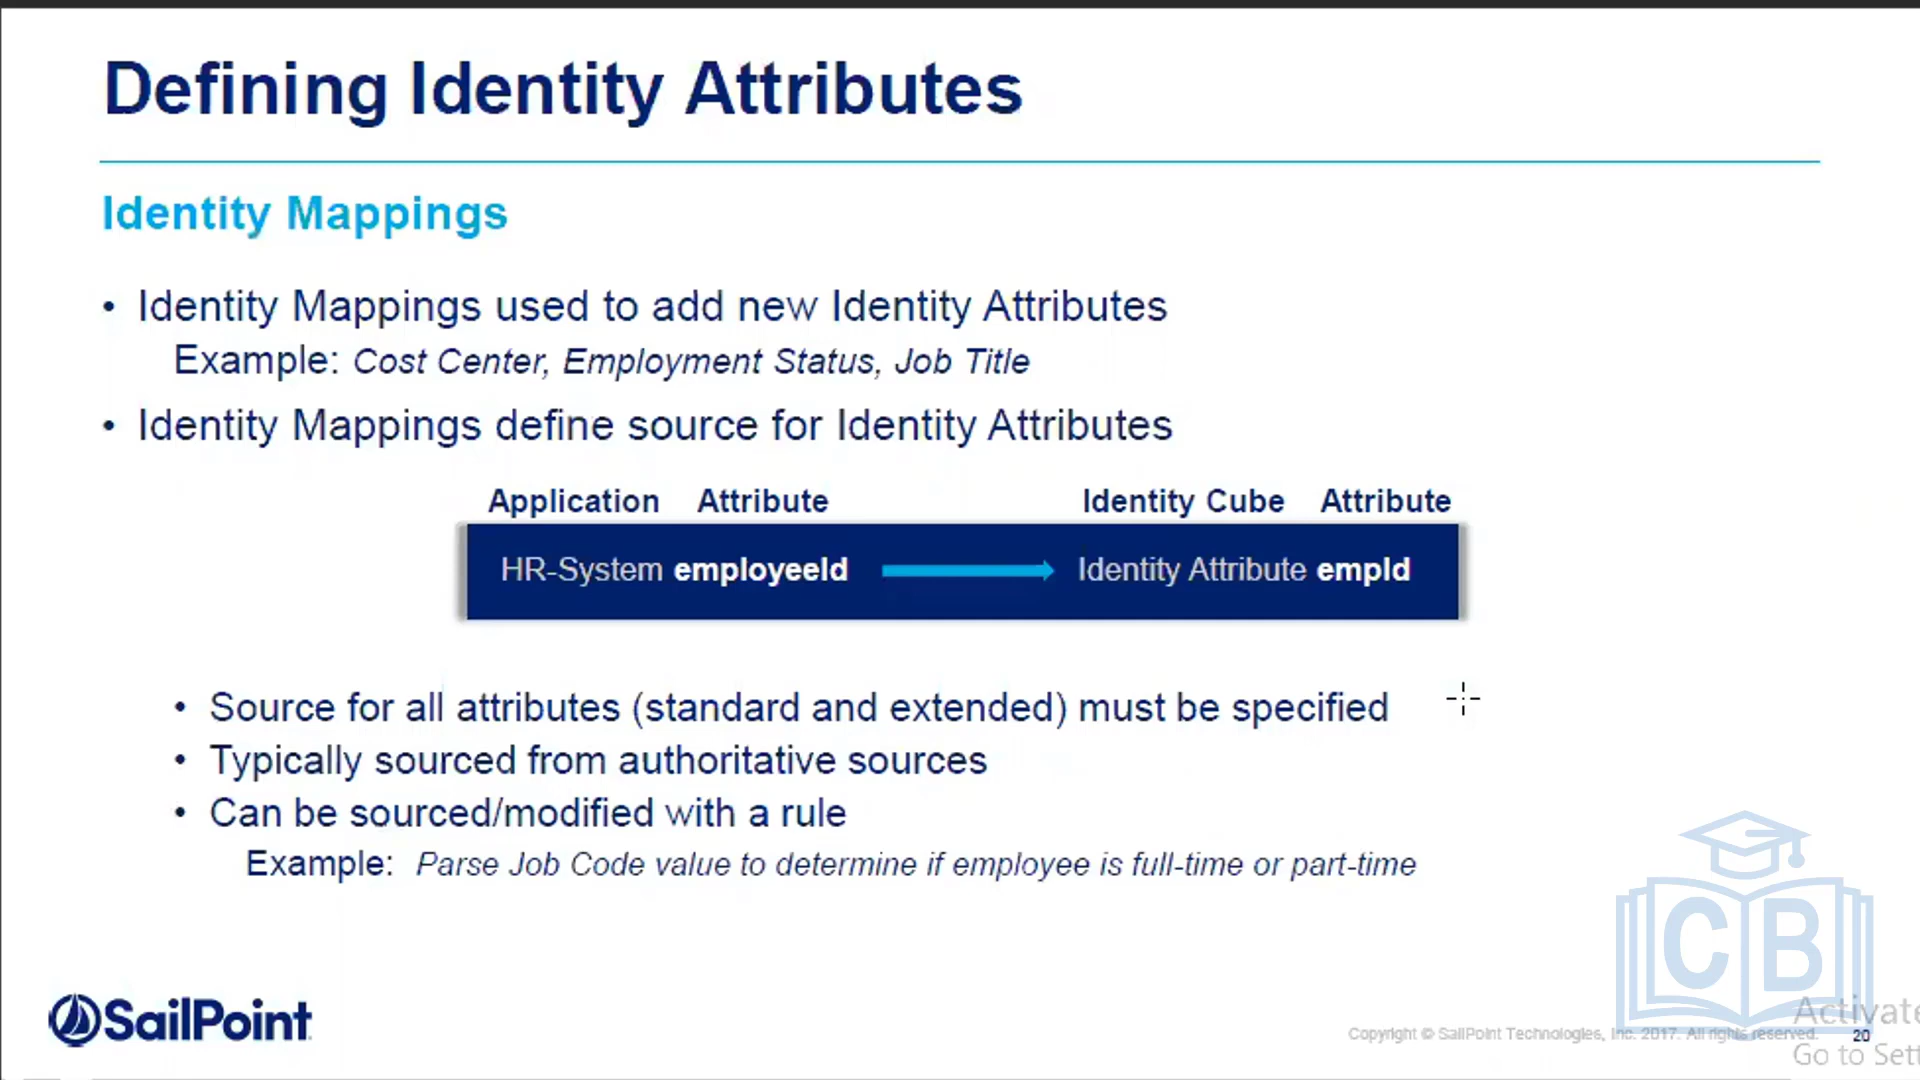 Defining Identity Attributes
Identity Mappings
• Identity Mappings used to add new Identity Attributes
Example: Cost Center, Employment Status, Job Title
• Identity Mappings define source for Identity Attributes
Application Attribute Identity Cube Attribute
HR-System employeeId Identity Attribute empId
• Source for all attributes (standard and extended) must be specified
• Typically sourced from authoritative sources
• Can be sourced/modified with a rule
Example: Parse Job Code value to determine if employee is full-time or part-time
CB
SailPoint
Activate
Copyright © SailPoint Technologies, Inc. 2017. All rights reserved. 20
Go to Sett